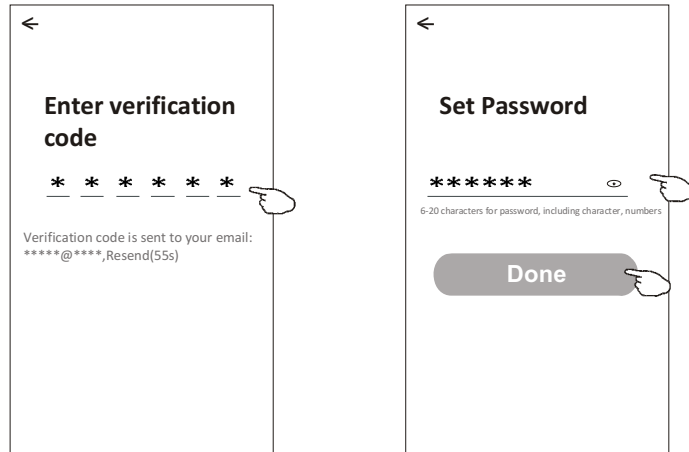 Enter verification
code
* * * * * *
Verification code is sent to your email:
*****@****,Resend(55s)
Set Password
******
6-20 characters for password, including character, numbers
Done